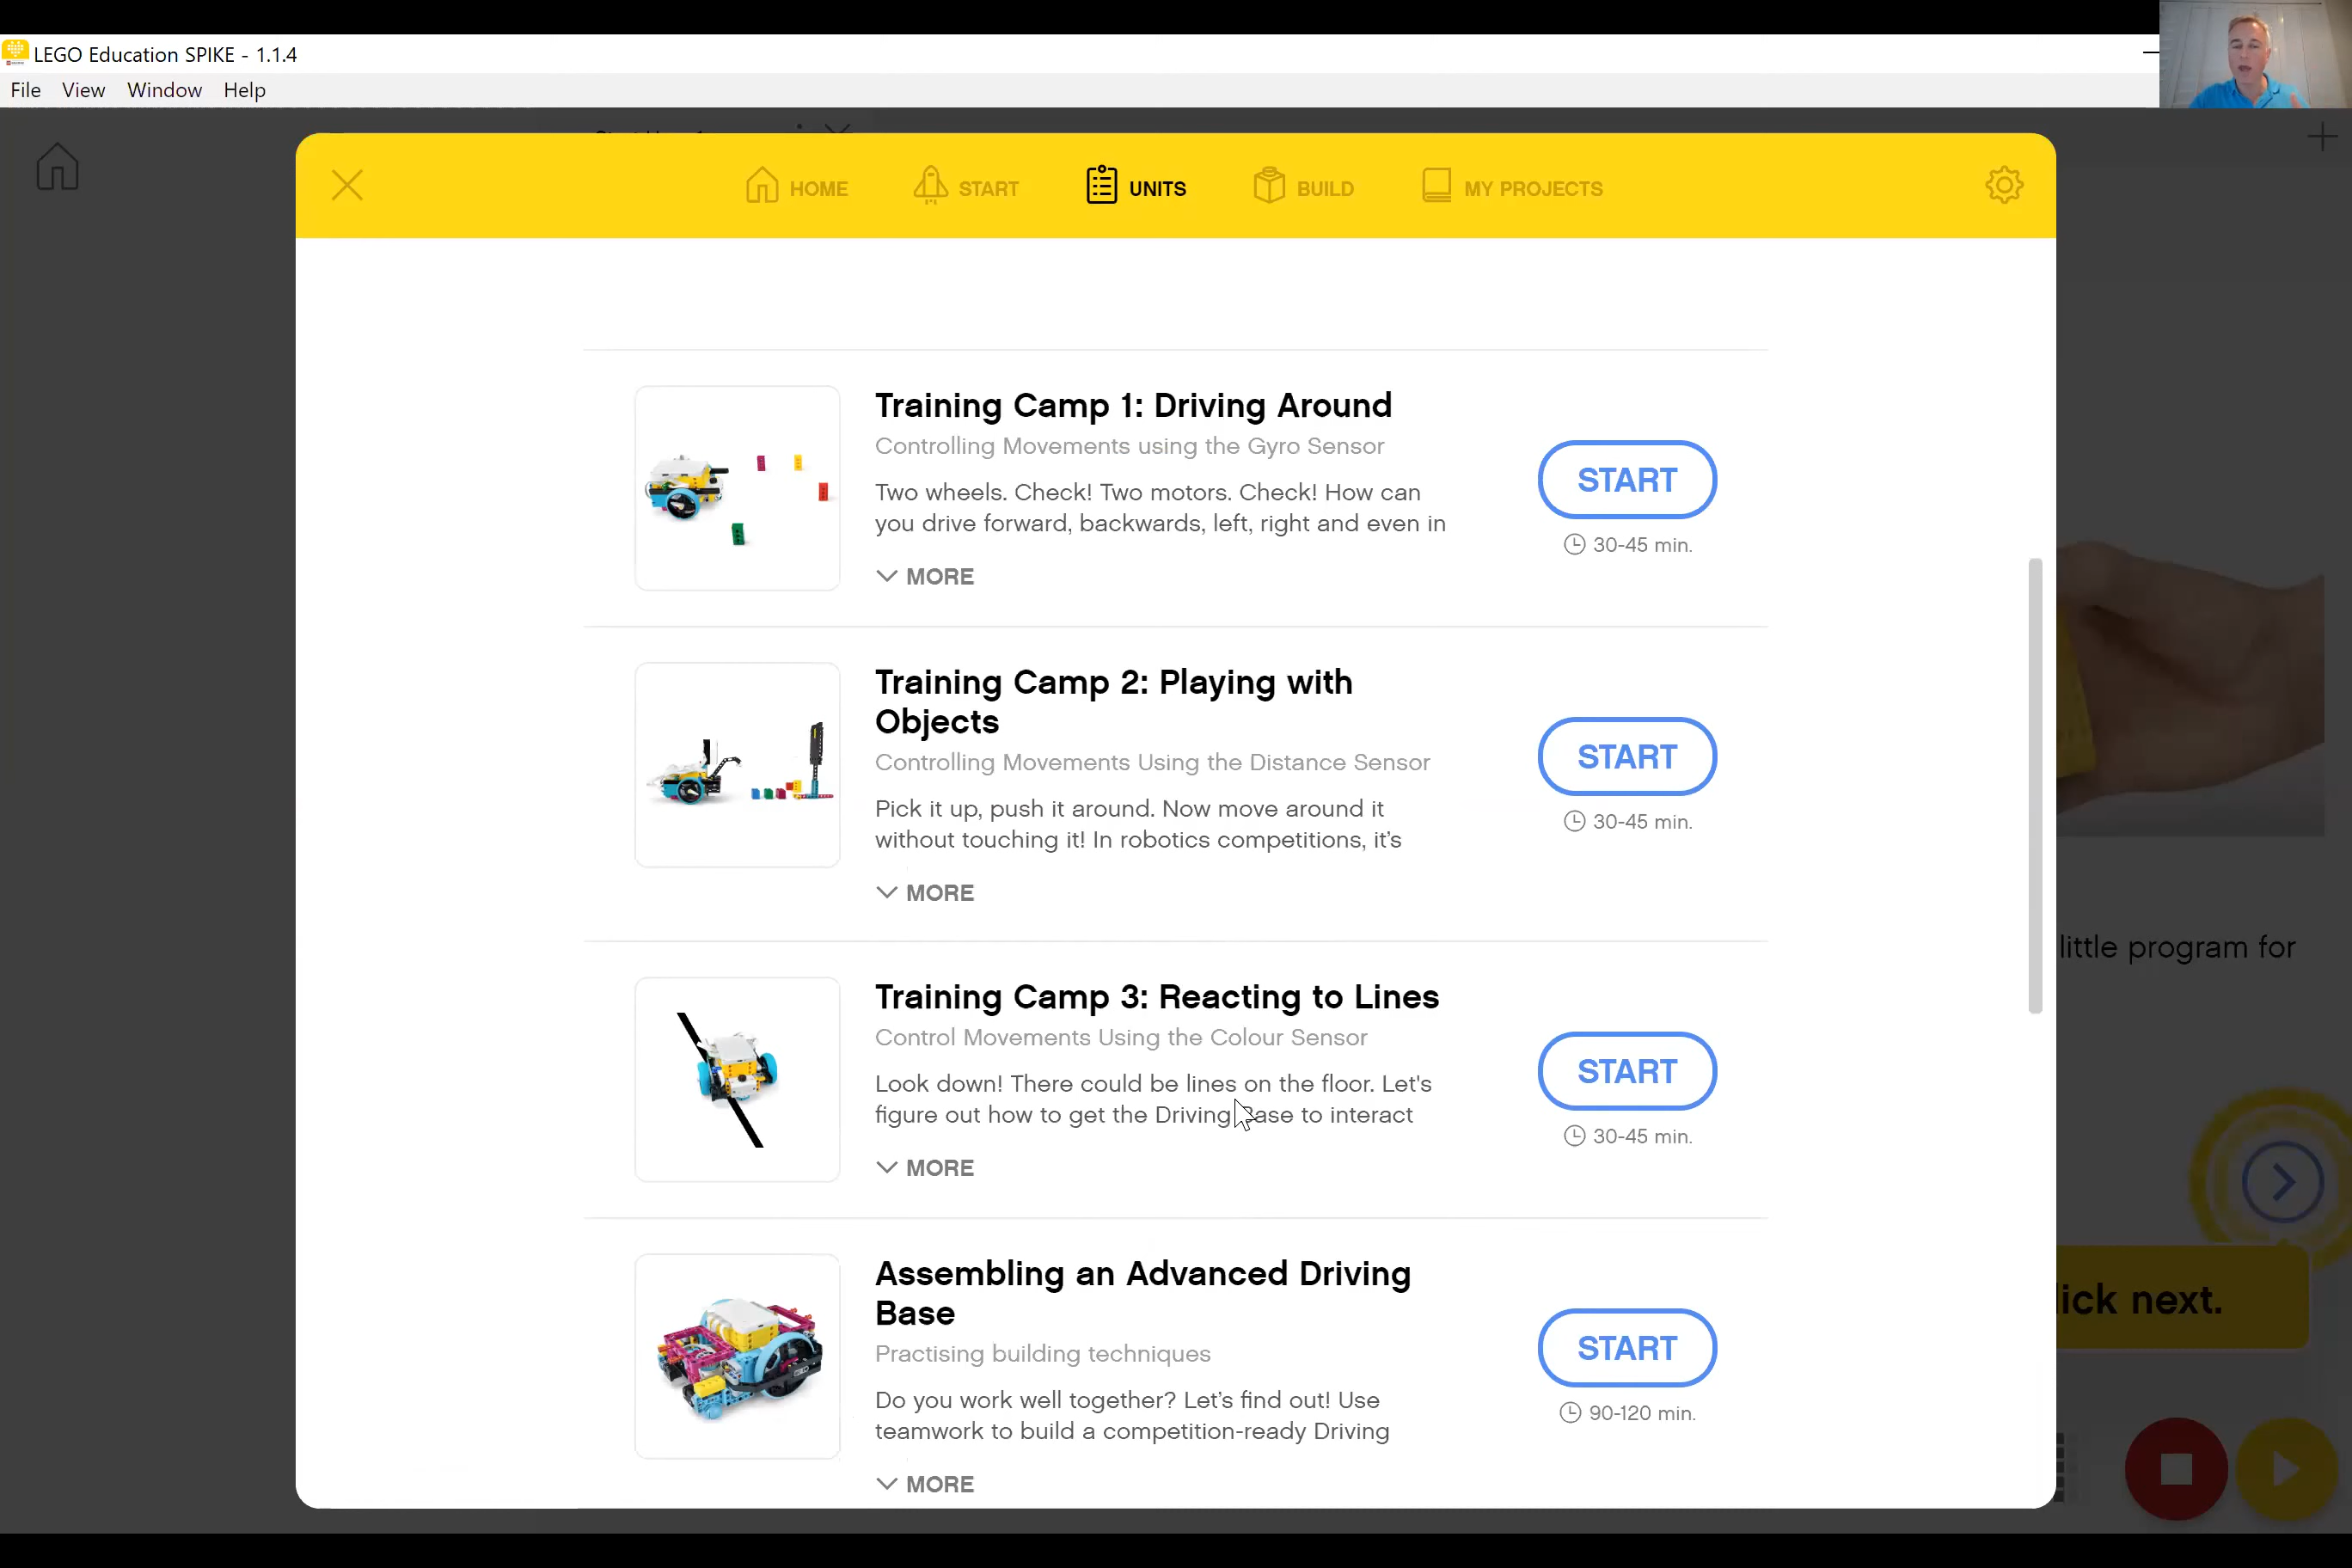 LEGO Education SPIKE - 1.1.4
File View Window Help
HOME START UNITS BUILD MY PROJECTS
Training Camp 1: Driving Around
Controlling Movements using the Gyro Sensor
Two wheels. Check! Two motors. Check! How can
you drive forward, backwards, left, right and even in
MORE
START
30-45 min.
Training Camp 2: Playing with
Objects
Controlling Movements Using the Distance Sensor
Pick it up, push it around. Now move around it
without touching it! In robotics competitions, it's
MORE
START
30-45 min.
Training Camp 3: Reacting to Lines
Control Movements Using the Colour Sensor
Look down! There could be lines on the floor. Let's
figure out how to get the Driving Base to interact
MORE
START
30-45 min.
Assembling an Advanced Driving
Base
Practising building techniques
Do you work well together? Let's find out! Use
teamwork to build a competition-ready Driving
MORE
START
90-120 min.
little program for
next.